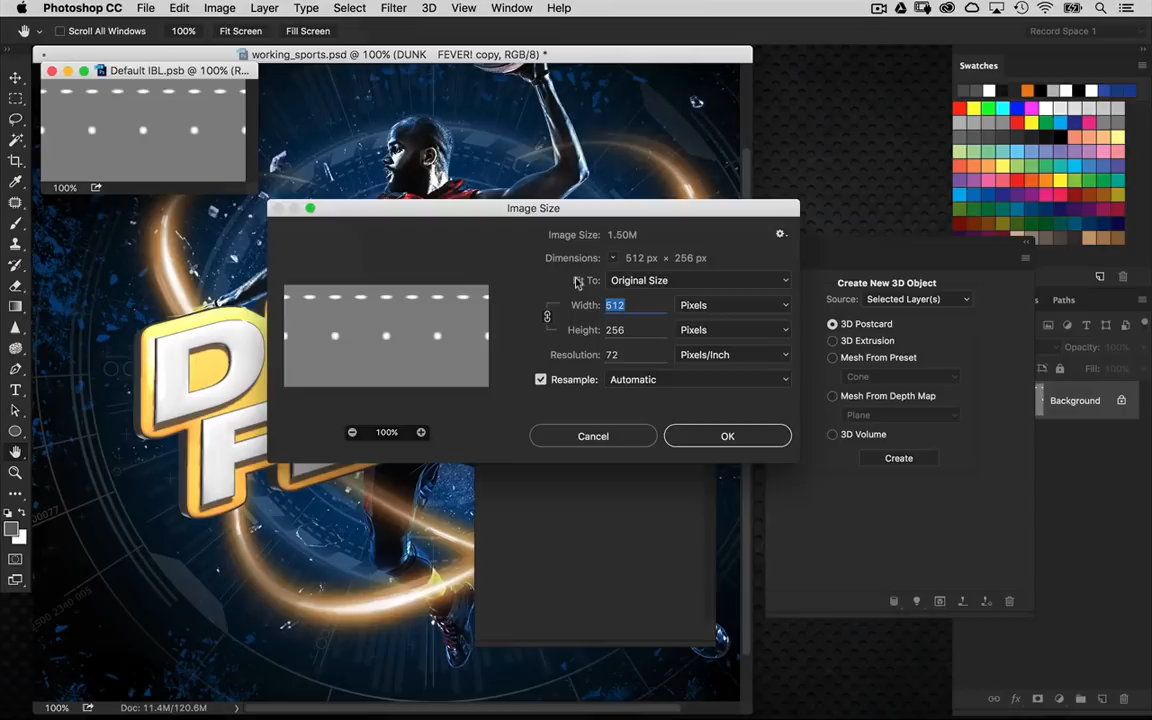 Photoshop CC File Edit Image Layer Type Select Filter 3D View Window Help
Scroll All Windows 100% Fit Screen Fill Screen Record Space 1
working_sports.psd @ 100% (DUNK FEVER! copy, RGB/8) *
Default IBL.psb @ 100% (R...
100%
Swatches
Image Size
Image Size: 1.50M
Dimensions: 512 px × 256 px
Fit To: Original Size
Width: 512 Pixels
Height: 256 Pixels
Resolution: 72 Pixels/Inch
Resample: Automatic
100%
Cancel OK
Create New 3D Object
Source: Selected Layer(s)
3D Postcard
3D Extrusion
Mesh From Preset
Cone
Mesh From Depth Map
Plane
3D Volume
Create
Paths
Opacity: 100%
Fill: 100%
Background
D
F
100% Doc: 11.4M/120.6M